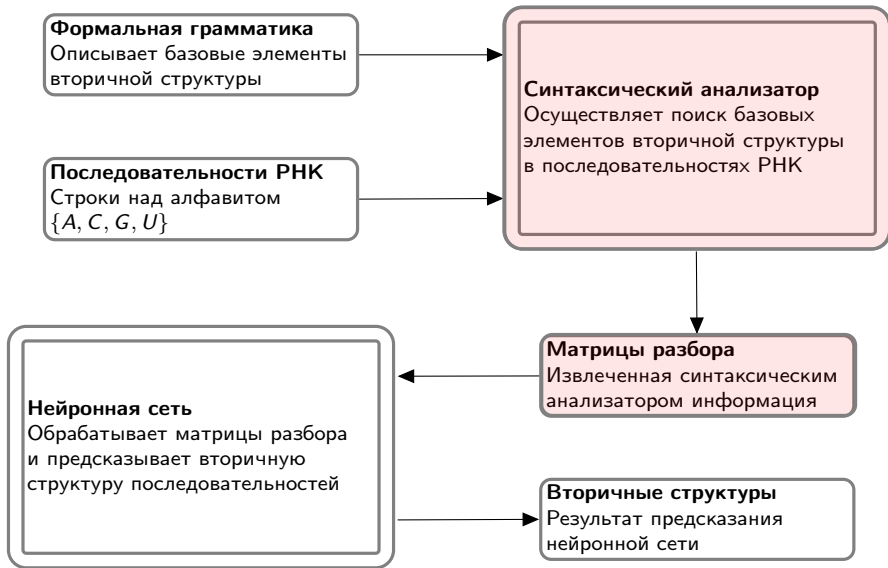 Формальная грамматика
Описывает базовые элементы
вторичной структуры
Последовательности РНК
Строки над алфавитом
{A, C, G, U}
Синтаксический анализатор
Осуществляет поиск базовых
элементов вторичной структуры
в последовательностях РНК
Матрицы разбора
Извлеченная синтаксическим
анализатором информация
Нейронная сеть
Обрабатывает матрицы разбора
и предсказывает вторичную
структуру последовательностей
Вторичные структуры
Результат предсказания
нейронной сети